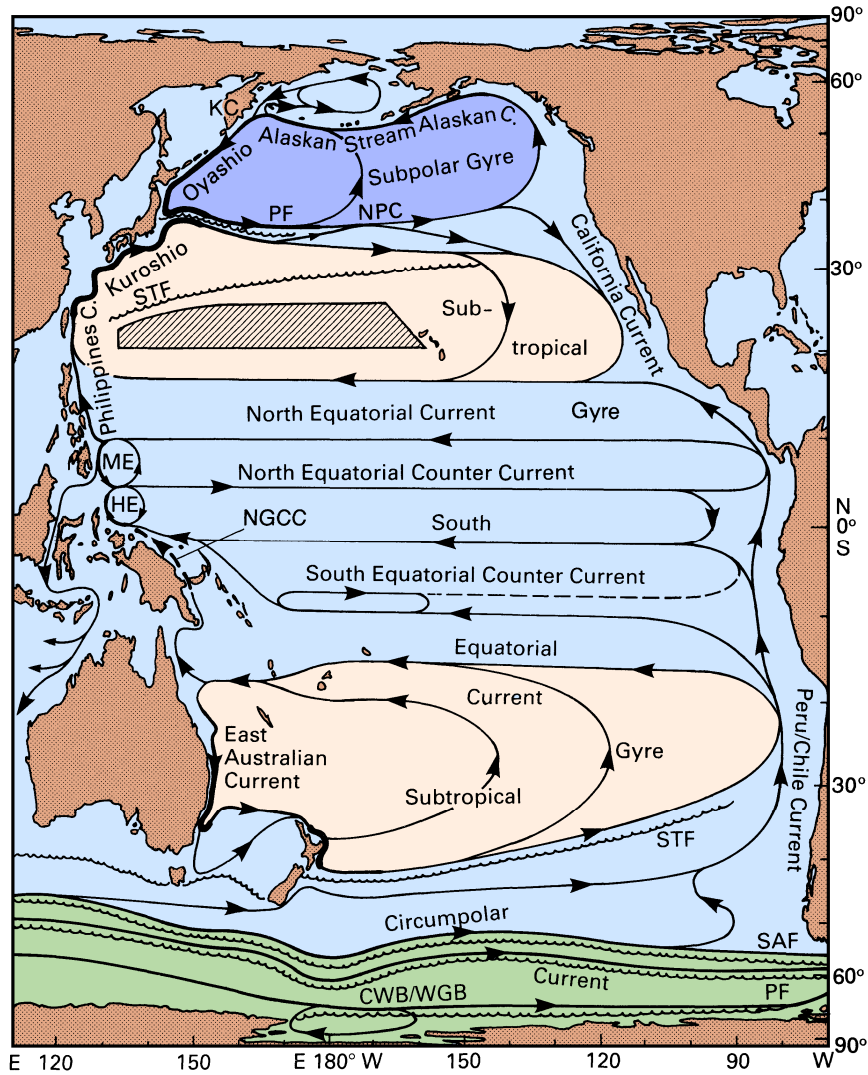 90°
60°
KC
Alaskan Stream
Alaskan C.
Oyashio
Subpolar Gyre
PF
NPC
California Current
Kuroshio
30°
STF
Philippines C.
Sub-
tropical
North Equatorial Current
Gyre
ME
North Equatorial Counter Current
HE
NGCC
South
N
0°
S
South Equatorial Counter Current
Equatorial
Current
Peru/Chile Current
East
Australian
Current
Gyre
Subtropical
30°
STF
Circumpolar
SAF
Current
60°
CWB/WGB
PF
90°
E 120 150 E 180° W 150 120 90 W